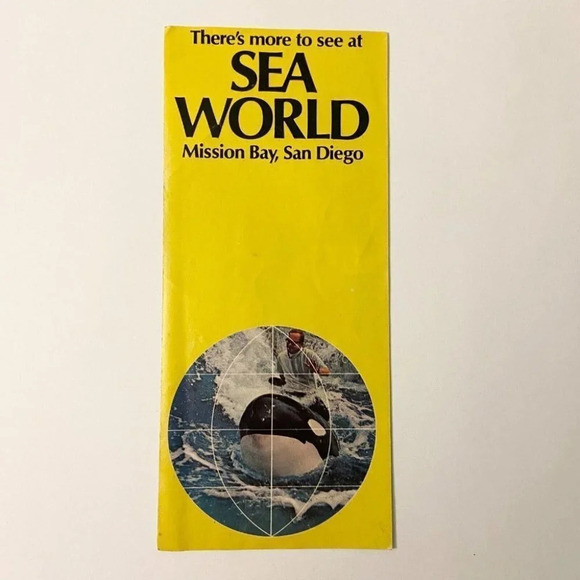 There's more to see at
SEA
WORLD
Mission Bay, San Diego